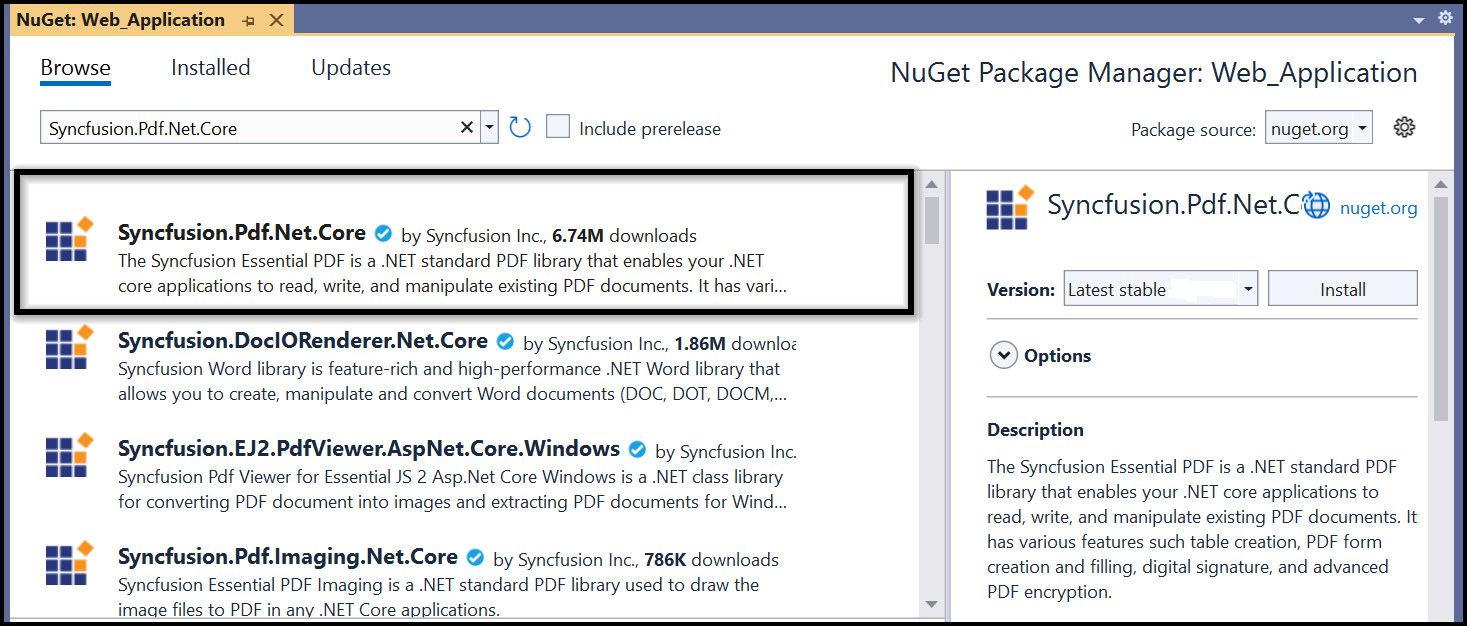 NuGet: Web_Application
Browse Installed Updates
NuGet Package Manager: Web_Application
Syncfusion.Pdf.Net.Core
Include prerelease
Package source: nuget.org
Syncfusion.Pdf.Net.Core by Syncfusion Inc., 6.74M downloads
The Syncfusion Essential PDF is a .NET standard PDF library that enables your .NET
core applications to read, write, and manipulate existing PDF documents. It has vari...
Syncfusion.DocIORenderer.Net.Core by Syncfusion Inc., 1.86M downloa
Syncfusion Word library is feature-rich and high-performance .NET Word library that
allows you to create, manipulate and convert Word documents (DOC, DOT, DOCM,...
Syncfusion.EJ2.PdfViewer.AspNet.Core.Windows by Syncfusion Inc.
Syncfusion Pdf Viewer for Essential JS 2 Asp.Net Core Windows is a .NET class library
for converting PDF document into images and extracting PDF documents for Wind...
Syncfusion.Pdf.Imaging.Net.Core by Syncfusion Inc., 786K downloads
Syncfusion Essential PDF Imaging is a .NET standard PDF library used to draw the
image files to PDF in any .NET Core applications.
Syncfusion.Pdf.Net.C nuget.org
Version: Latest stable Install
Options
Description
The Syncfusion Essential PDF is a .NET standard PDF
library that enables your .NET core applications to
read, write, and manipulate existing PDF documents. It
has various features such table creation, PDF form
creation and filling, digital signature, and advanced
PDF encryption.